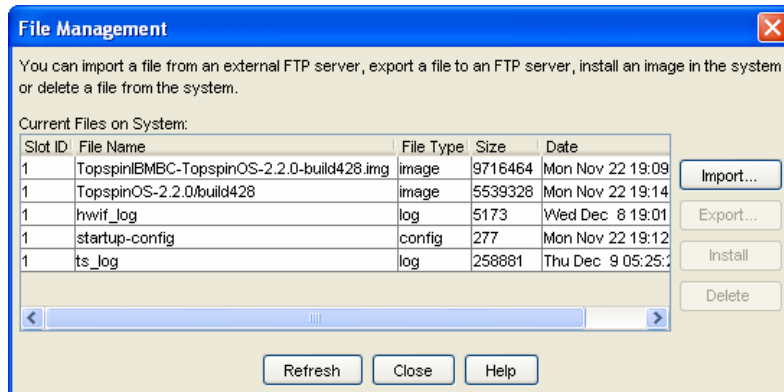 File Management
You can import a file from an external FTP server, export a file to an FTP server, install an image in the system
or delete a file from the system.
Current Files on System:
Slot ID File Name File Type Size Date
1 TopspinIBMBC-TopspinOS-2.2.0-build428.img image 9716464 Mon Nov 22 19:09
1 TopspinOS-2.2.0/build428 image 5539328 Mon Nov 22 19:14
1 hwif_log log 5173 Wed Dec 8 19:01
1 startup-config config 277 Mon Nov 22 19:12
1 ts_log log 258881 Thu Dec 9 05:25:2
Import...
Export...
Install
Delete
Refresh Close Help